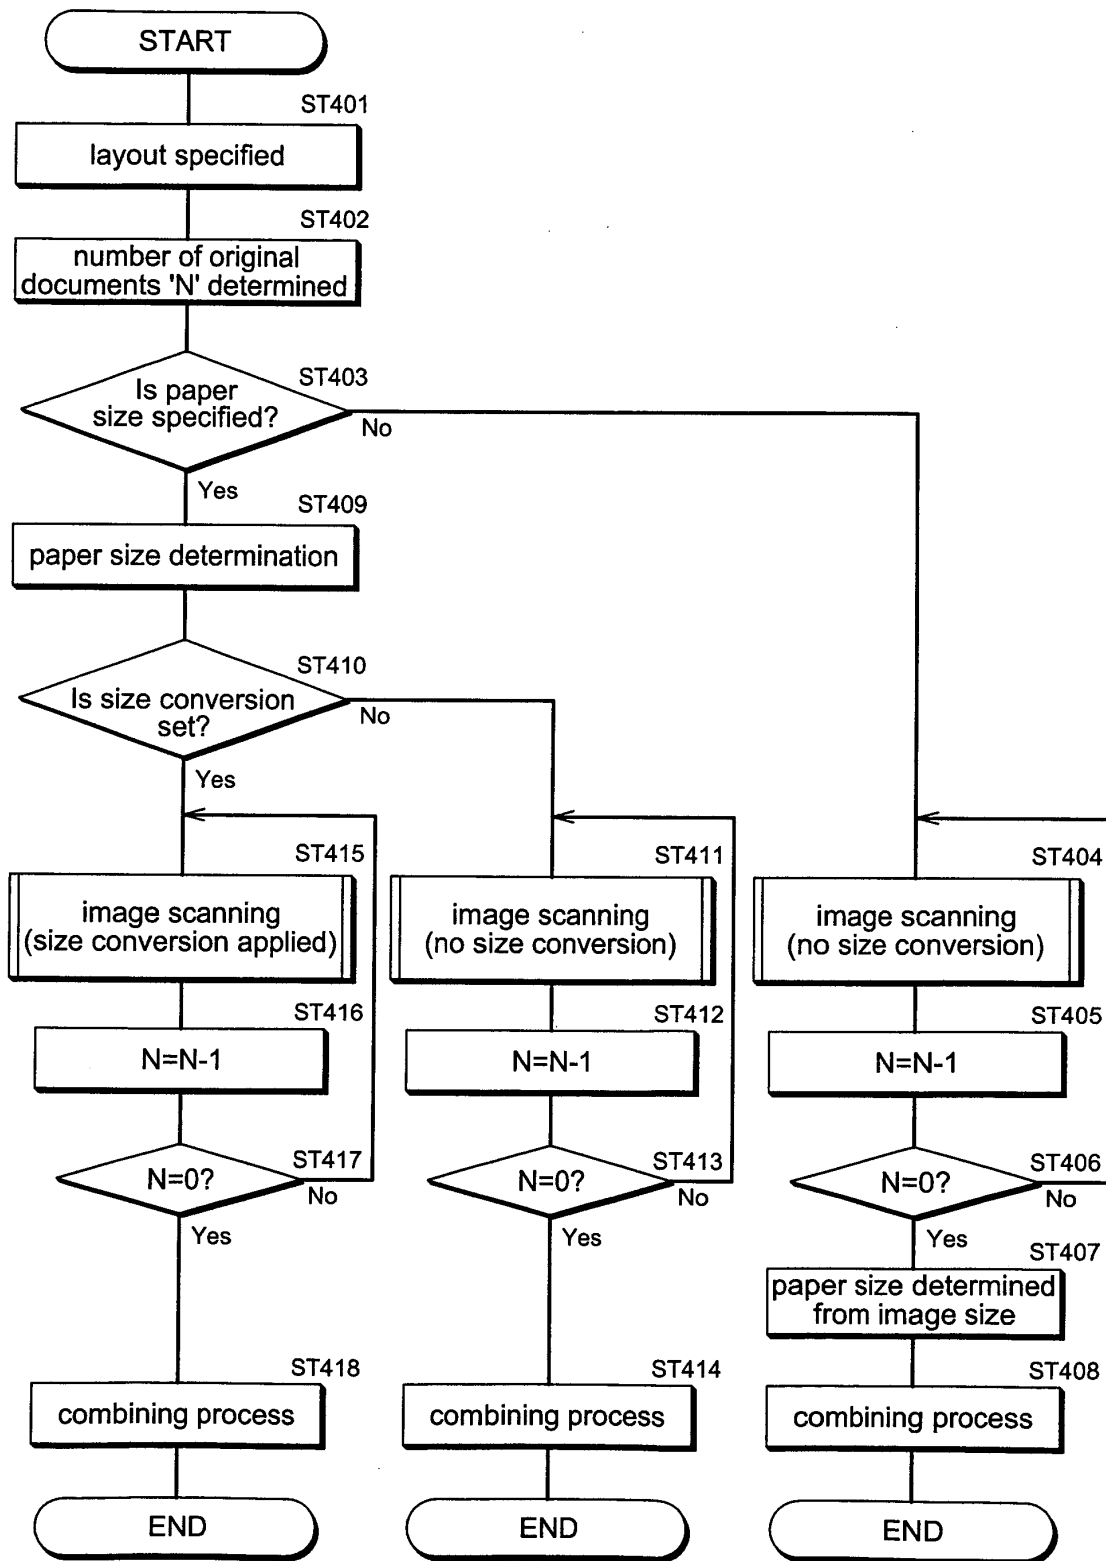 START
ST401
layout specified
ST402
number of original
documents 'N' determined
ST403
Is paper
size specified?
No
Yes
ST409
paper size determination
ST410
Is size conversion
set?
No
Yes
ST415
image scanning
(size conversion applied)
ST416
N=N-1
ST417
N=0?
No
Yes
ST418
combining process
END
ST411
image scanning
(no size conversion)
ST412
N=N-1
ST413
N=0?
No
Yes
ST414
combining process
END
ST404
image scanning
(no size conversion)
ST405
N=N-1
ST406
N=0?
No
Yes
ST407
paper size determined
from image size
ST408
combining process
END